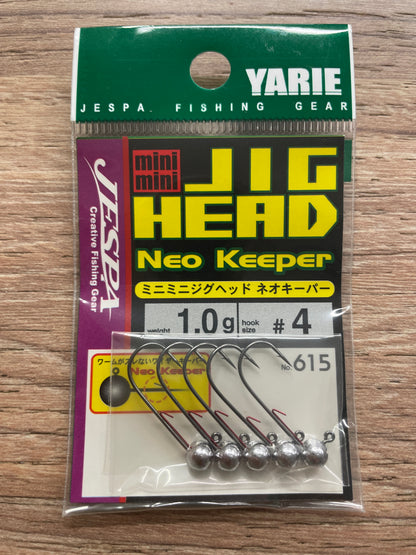 YARIE
JESPA. FISHING GEAR
mini
mini
JIG
HEAD
JESPA
Creative Fishing Gear
Neo Keeper
ミニミニジグヘッド ネオキーパー
weight 1.0g hook size #4
Neo Keeper
No. 615